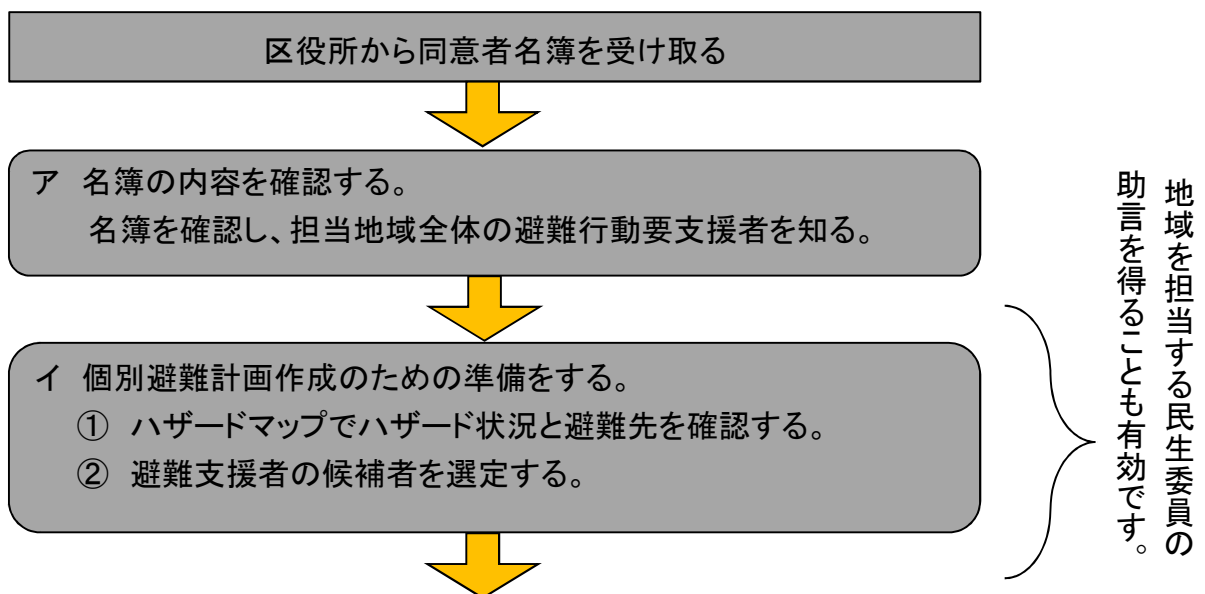 区役所から同意者名簿を受け取る
ア 名簿の内容を確認する。
名簿を確認し、担当地域全体の避難行動要支援者を知る。
イ 個別避難計画作成のための準備をする。
① ハザードマップでハザード状況と避難先を確認する。
② 避難支援者の候補者を選定する。
地域を担当する民生委員の
助言を得ることも有効です。